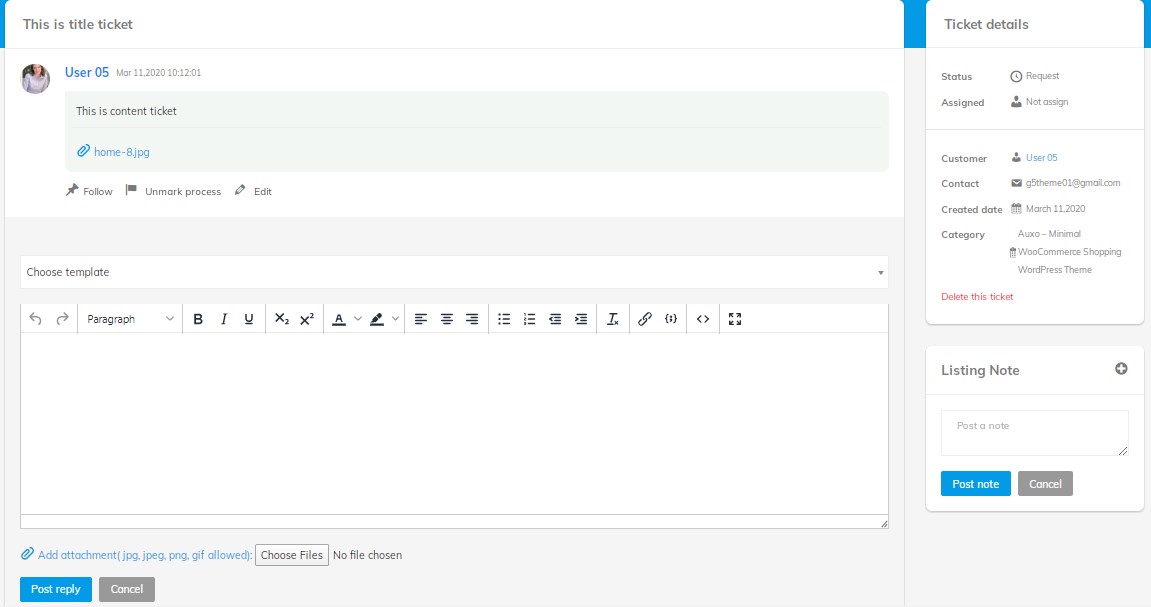 This is title ticket
User 05 Mar 11,2020 10:12:01
This is content ticket
home-8.jpg
Follow Unmark process Edit
Choose template
Paragraph B I U X₂ X² A
Add attachment( jpg, jpeg, png, gif allowed): Choose Files No file chosen
Post reply Cancel
Ticket details
Status Request
Assigned Not assign
Customer User 05
Contact g5theme01@gmail.com
Created date March 11,2020
Category Auxo – Minimal
WooCommerce Shopping
WordPress Theme
Delete this ticket
Listing Note
Post a note
Post note Cancel